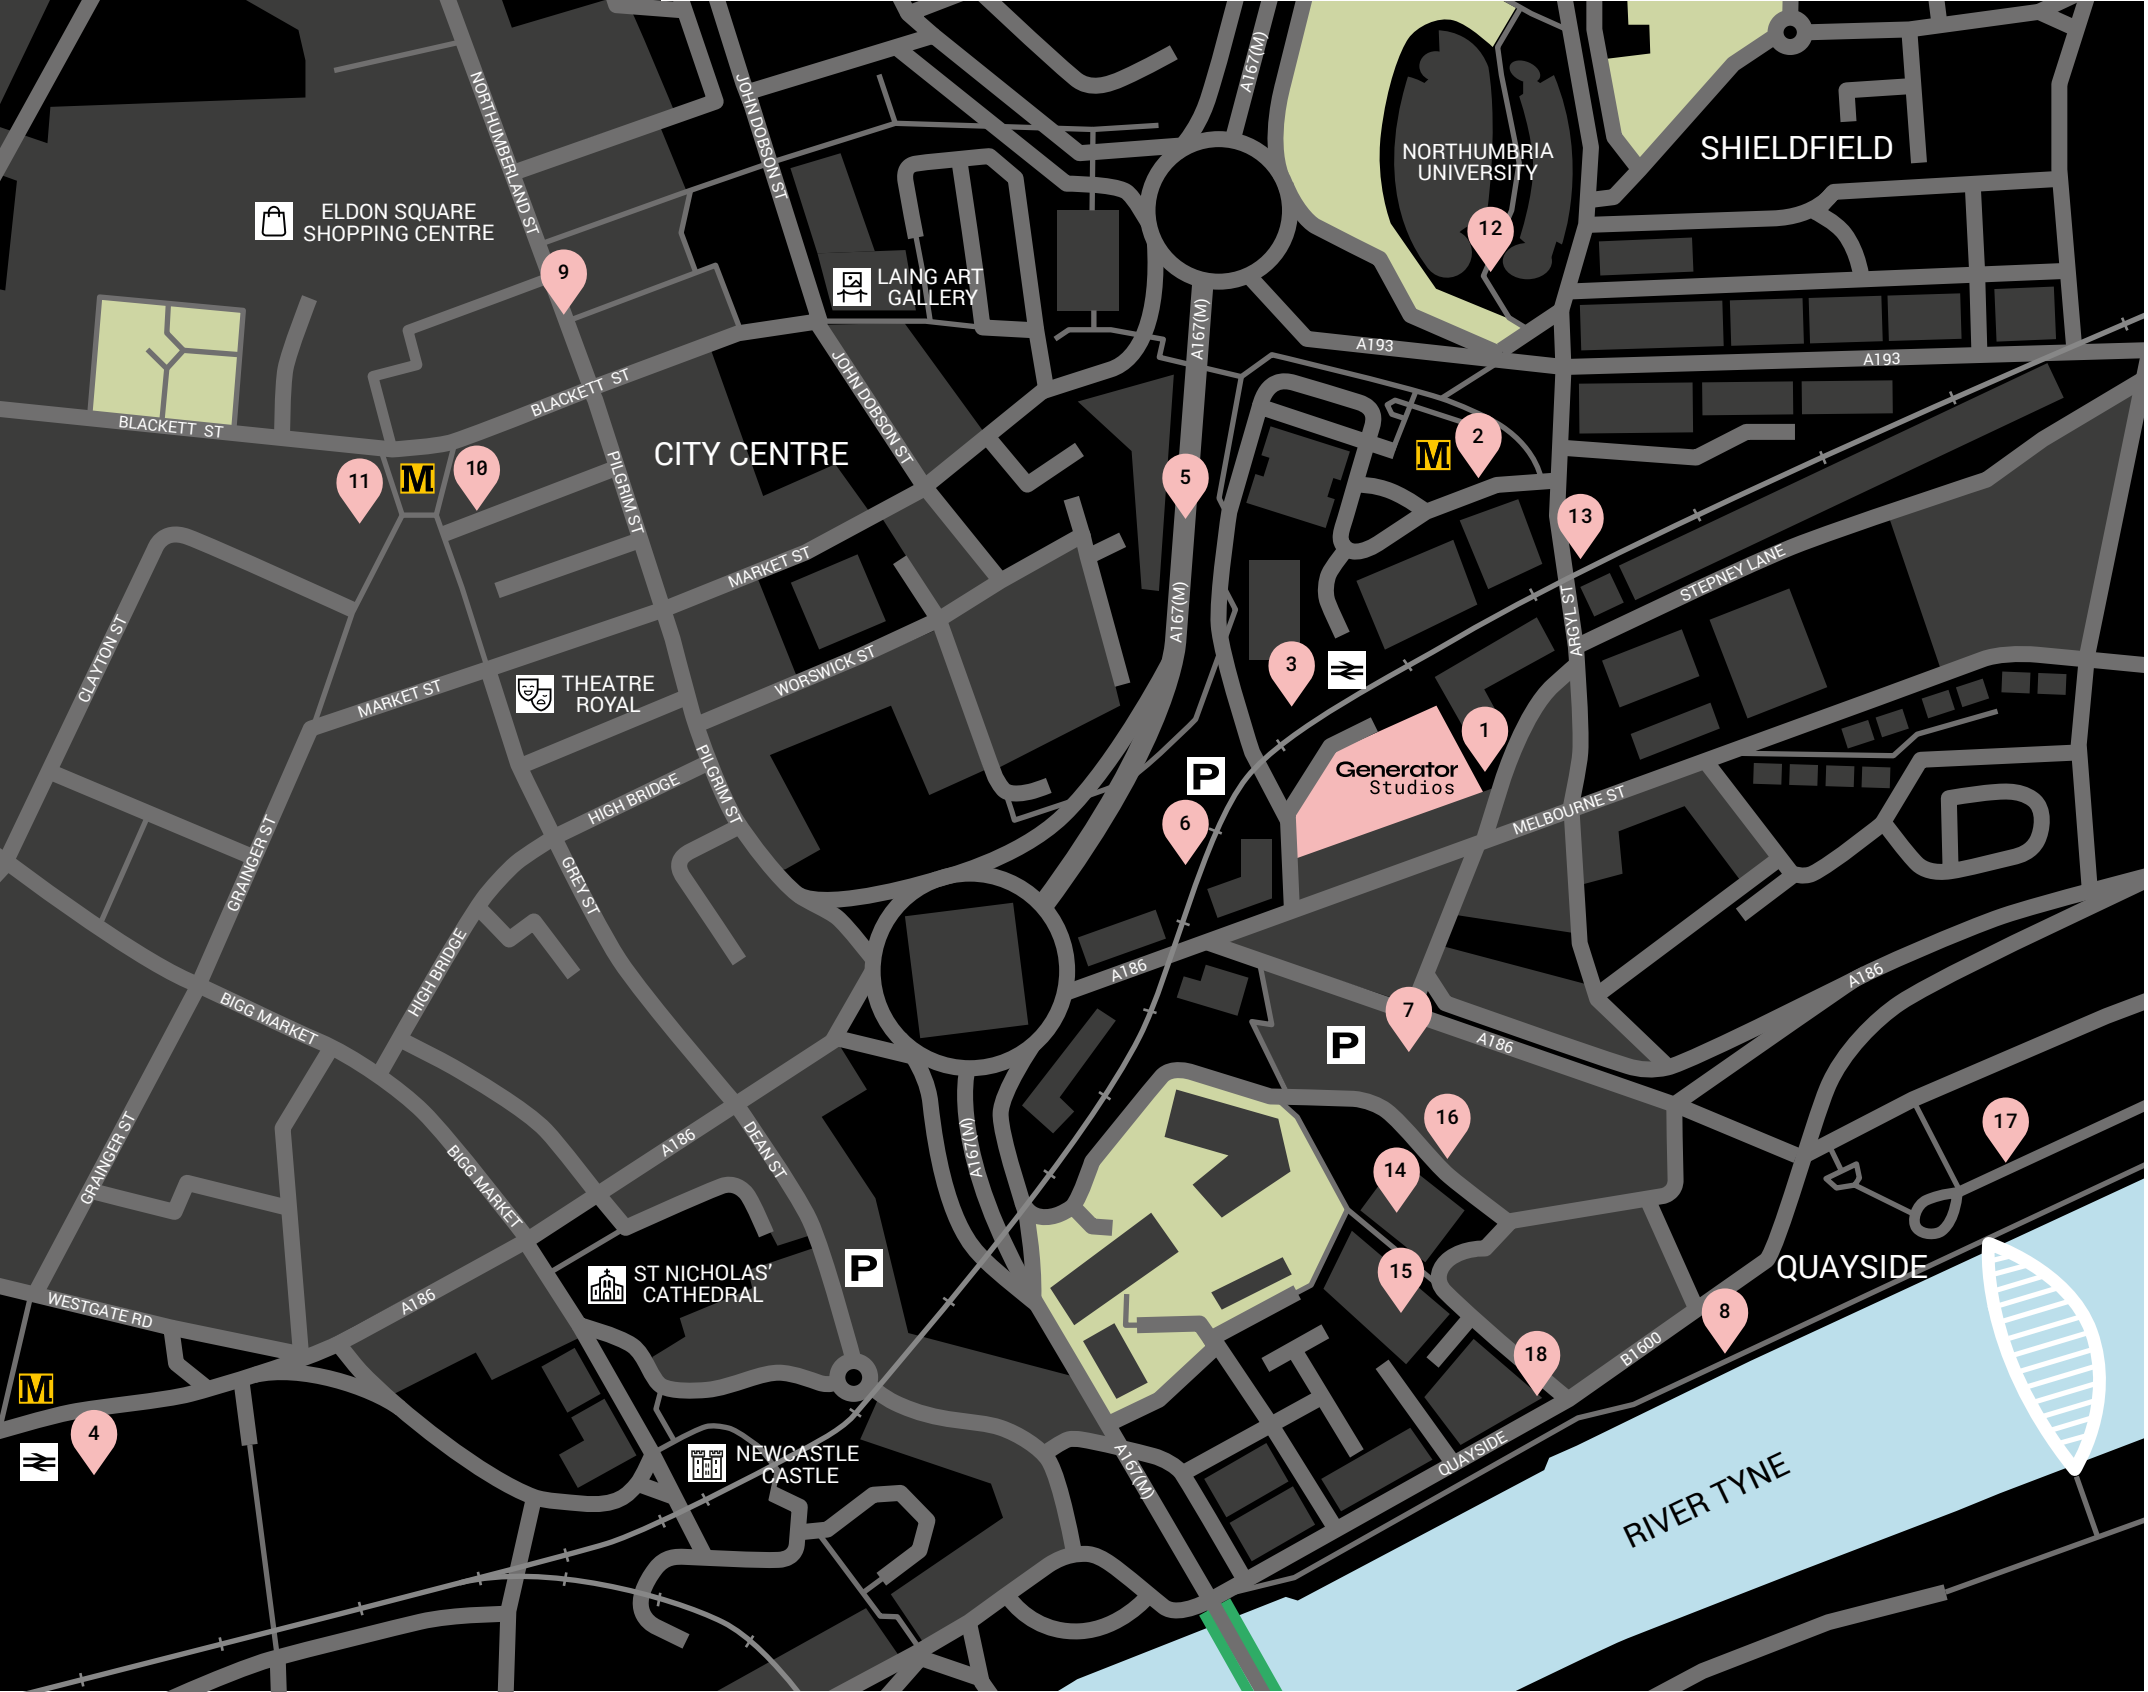 A167(M)
NORTHUMBERLAND ST
JOHN DOBSON ST
SHIELDFIELD
NORTHUMBRIA
UNIVERSITY
ELDON SQUARE
SHOPPING CENTRE
12
9
LAING ART
GALLERY
A167(M)
A193
A193
JOHN DOBSON ST
BLACKETT ST
BLACKETT ST
CITY CENTRE
2
M
10
11
M
5
PILGRIM ST
13
MARKET ST
STEPNEY LANE
A167(M)
ARGYL ST
CLAYTON ST
3
WORSWICK ST
THEATRE
ROYAL
MARKET ST
1
PILGRIM ST
Generator
Studios
P
HIGH BRIDGE
MELBOURNE ST
6
GRAINGER ST
GREY ST
HIGH BRIDGE
A186
A186
7
BIGG MARKET
P
A186
16
17
A167(M)
A186
DEAN ST
GRAINGER ST
14
BIGG MARKET
P
QUAYSIDE
15
ST NICHOLAS'
CATHEDRAL
A186
WESTGATE RD
8
B1600
18
M
4
QUAYSIDE
NEWCASTLE
CASTLE
A167(M)
RIVER TYNE